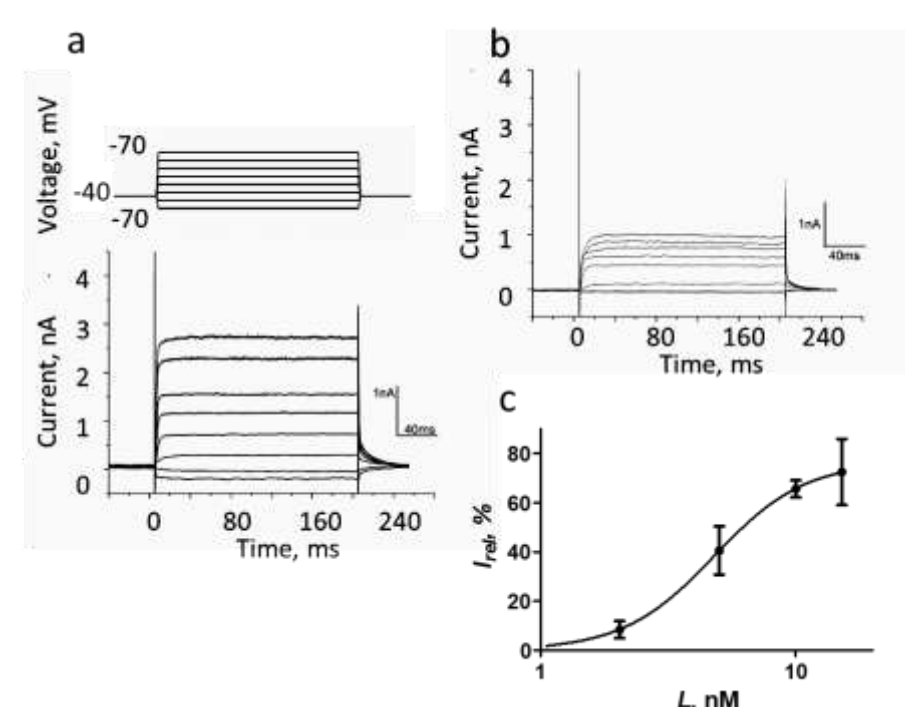 a
Voltage, mV
-70
-40
-70
Current, nA
4
3
2
1
0
1nA
40ms
0 80 160 240
Time, ms
b
Current, nA
4
3
2
1
0
1nA
40ms
0 80 160 240
Time, ms
c
Irel, %
80
60
40
20
0
1 10
L, nM